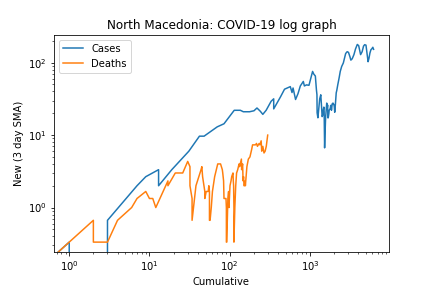 North Macedonia: COVID-19 log graph
Cases
Deaths
New (3 day SMA)
10²
10¹
10⁰
10⁰ 10¹ 10² 10³
Cumulative